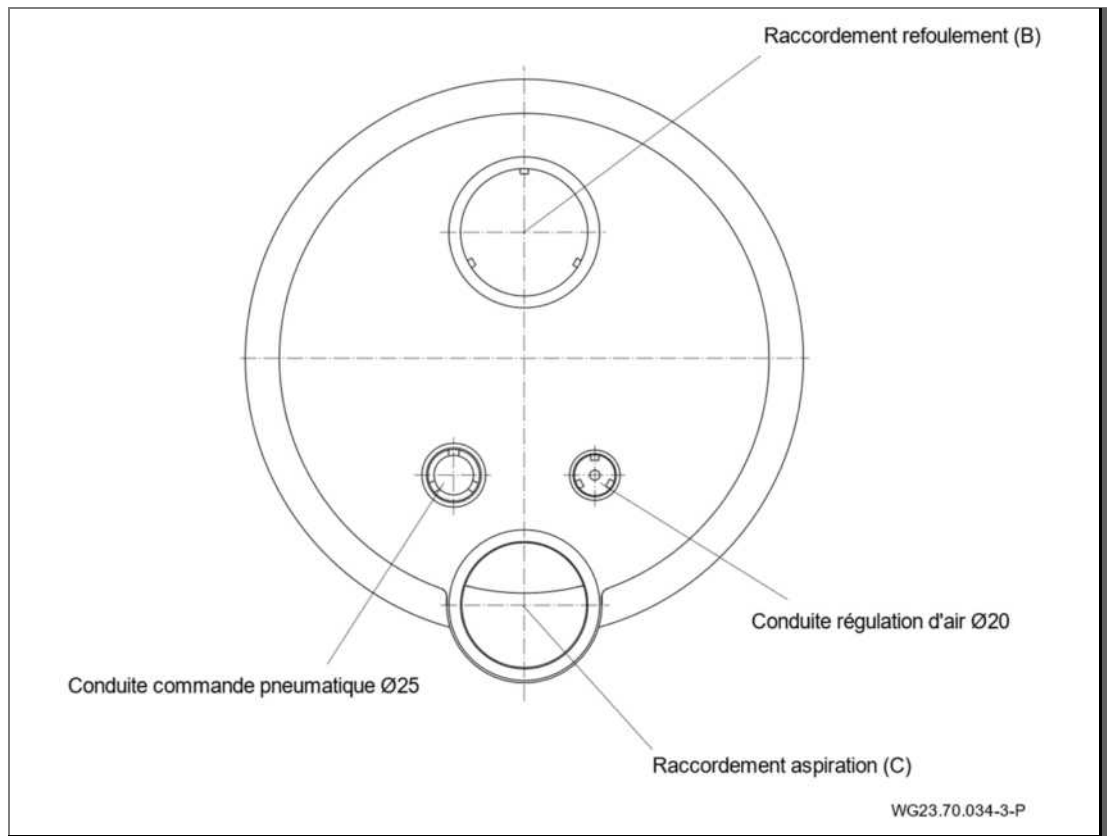 Raccordement refoulement (B)
Conduite régulation d'air Ø20
Conduite commande pneumatique Ø25
Raccordement aspiration (C)
WG23.70.034-3-P